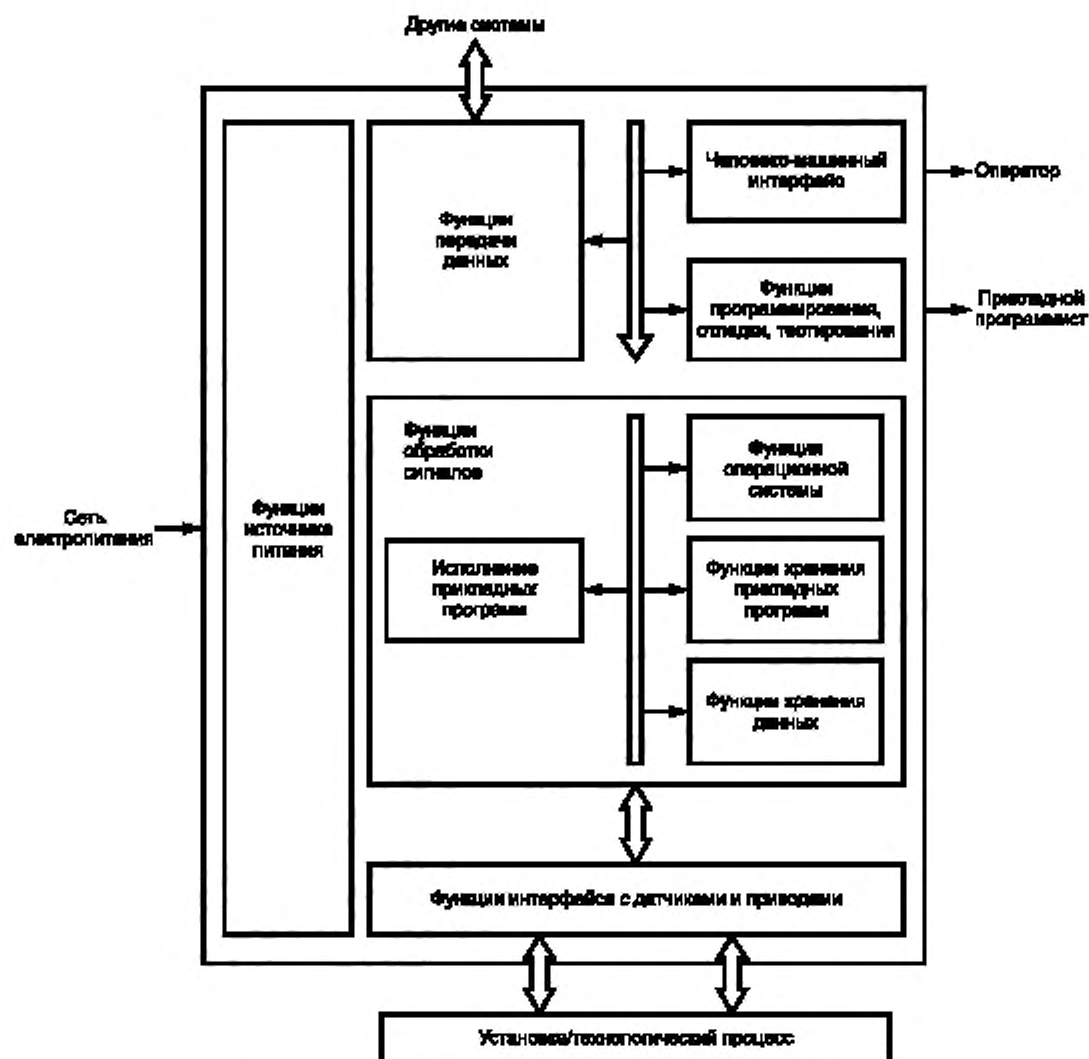 Другие системы
Функции
передачи
данных
Человеко-машинный
интерфейс
Оператор
Функции
программирования,
отладки, тестирования
Прикладной
программист
Функции
обработки
сигналов
Функции
операционной
системы
Сеть
электропитания
Функции
источника
питания
Исполнение
прикладных
программ
Функции хранения
прикладных
программ
Функции хранения
данных
Функции интерфейса с датчиками и приводами
Установка/технологический процесс